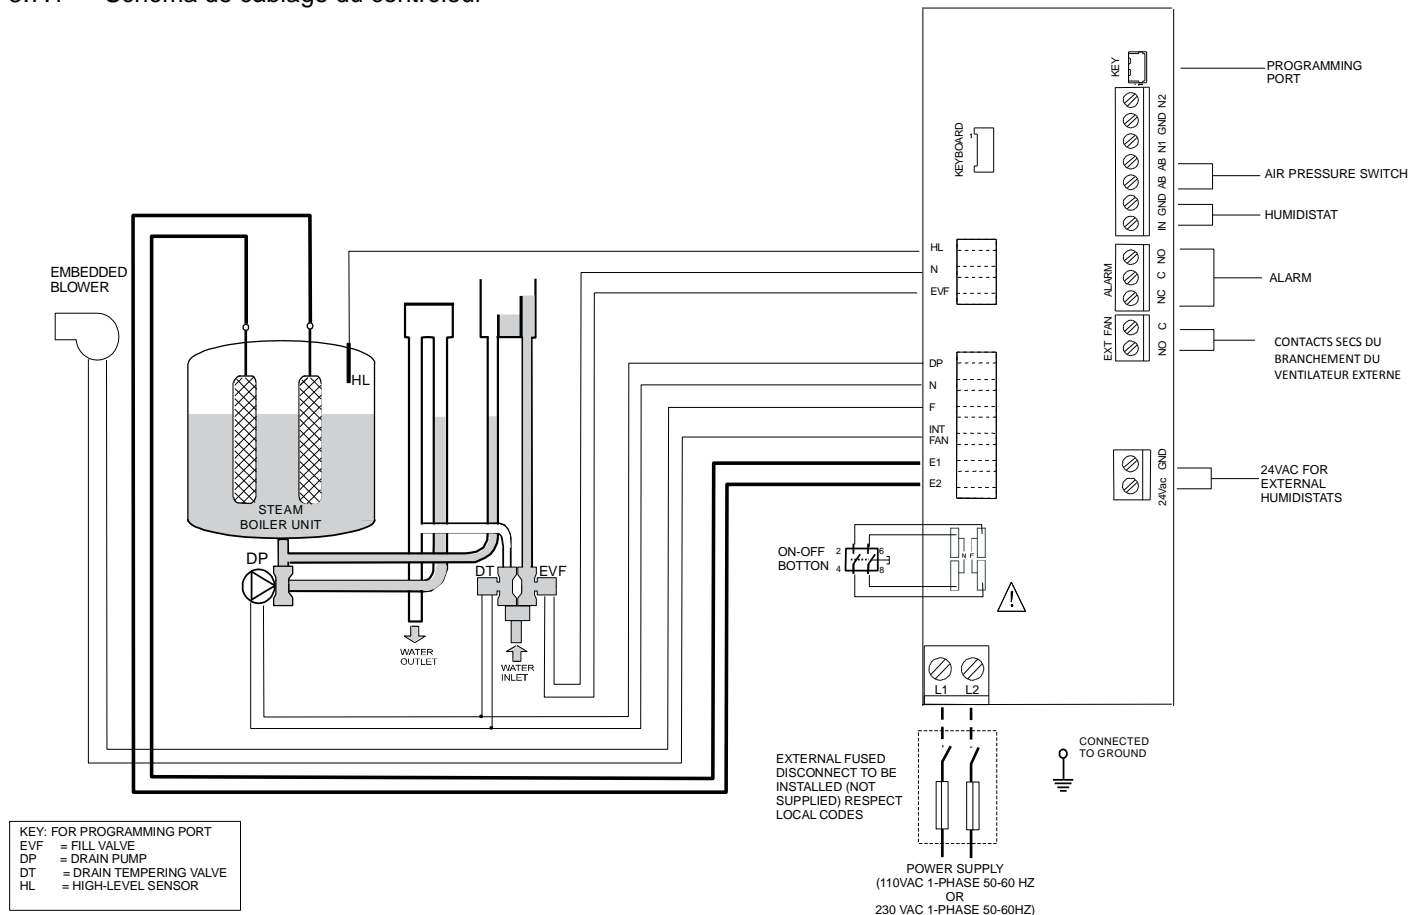 Schéma de câblage du contrôleur
KEY
PROGRAMMING
PORT
N2
GND
N1
AB
AB
GND
IN
KEYBOARD
1
AIR PRESSURE SWITCH
HUMIDISTAT
HL
N
EVF
ALARM
NO
C
NC
ALARM
EXT FAN
C
NO
CONTACTS SECS DU
BRANCHEMENT DU
VENTILATEUR EXTERNE
EMBEDDED
BLOWER
HL
DP
N
F
INT
FAN
E1
E2
GND
24Vac
24VAC FOR
EXTERNAL
HUMIDISTATS
STEAM
BOILER UNIT
DP
DT
EVF
ON-OFF
BOTTON
2
6
4
8
N F
WATER
OUTLET
WATER
INLET
L1
L2
CONNECTED
TO GROUND
EXTERNAL FUSED
DISCONNECT TO BE
INSTALLED (NOT
SUPPLIED) RESPECT
LOCAL CODES
KEY: FOR PROGRAMMING PORT
EVF = FILL VALVE
DP = DRAIN PUMP
DT = DRAIN TEMPERING VALVE
HL = HIGH-LEVEL SENSOR
POWER SUPPLY
(110VAC 1-PHASE 50-60 HZ
OR
230 VAC 1-PHASE 50-60HZ)